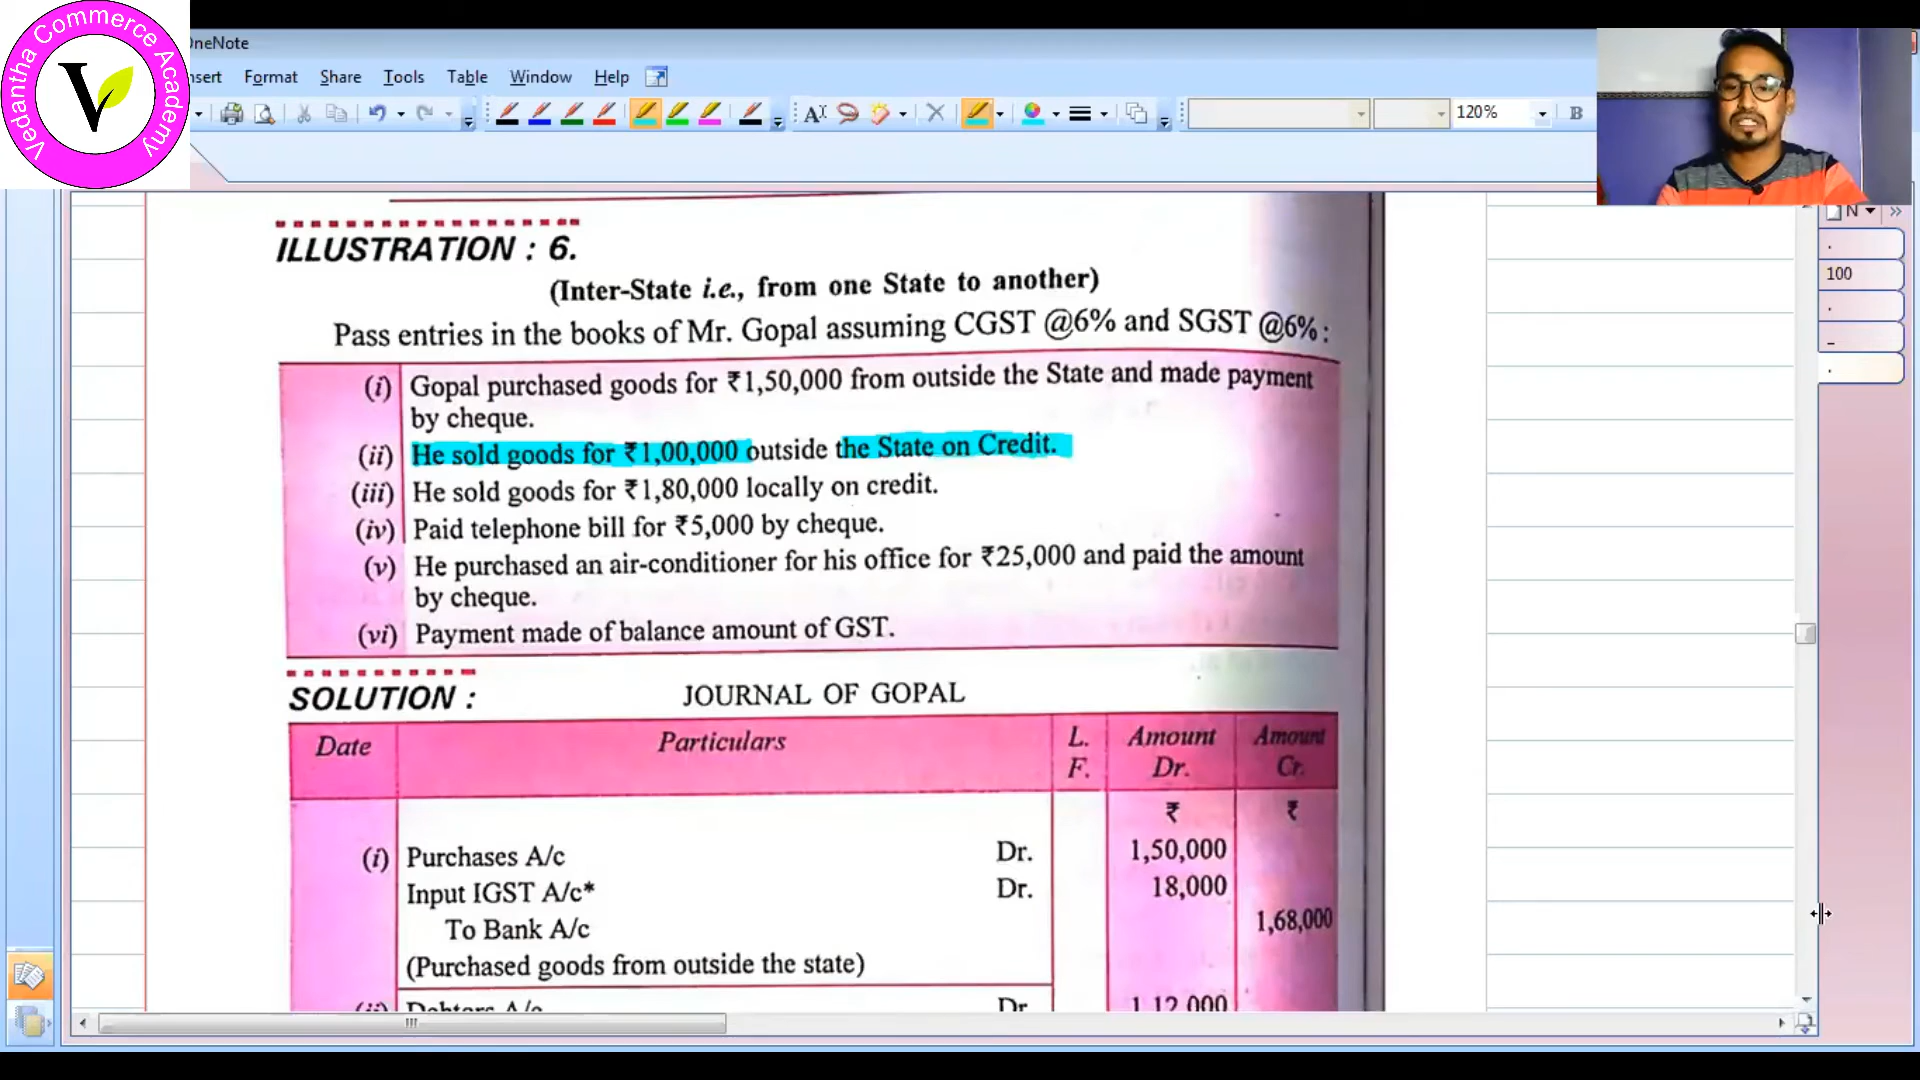 Vedantha Commerce Academy
V
OneNote
nsert Format Share Tools Table Window Help
120% B
N
100
ILLUSTRATION : 6.
(Inter-State i.e., from one State to another)
Pass entries in the books of Mr. Gopal assuming CGST @6% and SGST @6% :
(i) Gopal purchased goods for ₹1,50,000 from outside the State and made payment
by cheque.
(ii) He sold goods for ₹1,00,000 outside the State on Credit.
(iii) He sold goods for ₹1,80,000 locally on credit.
(iv) Paid telephone bill for ₹5,000 by cheque.
(v) He purchased an air-conditioner for his office for ₹25,000 and paid the amount
by cheque.
(vi) Payment made of balance amount of GST.
SOLUTION : JOURNAL OF GOPAL
Date Particulars L. F. Amount Dr. Amount Cr.
₹ ₹
(i) Purchases A/c Dr. 1,50,000
Input IGST A/c* Dr. 18,000
To Bank A/c 1,68,000
(Purchased goods from outside the state)
(ii) Debtors A/c Dr 1,12,000